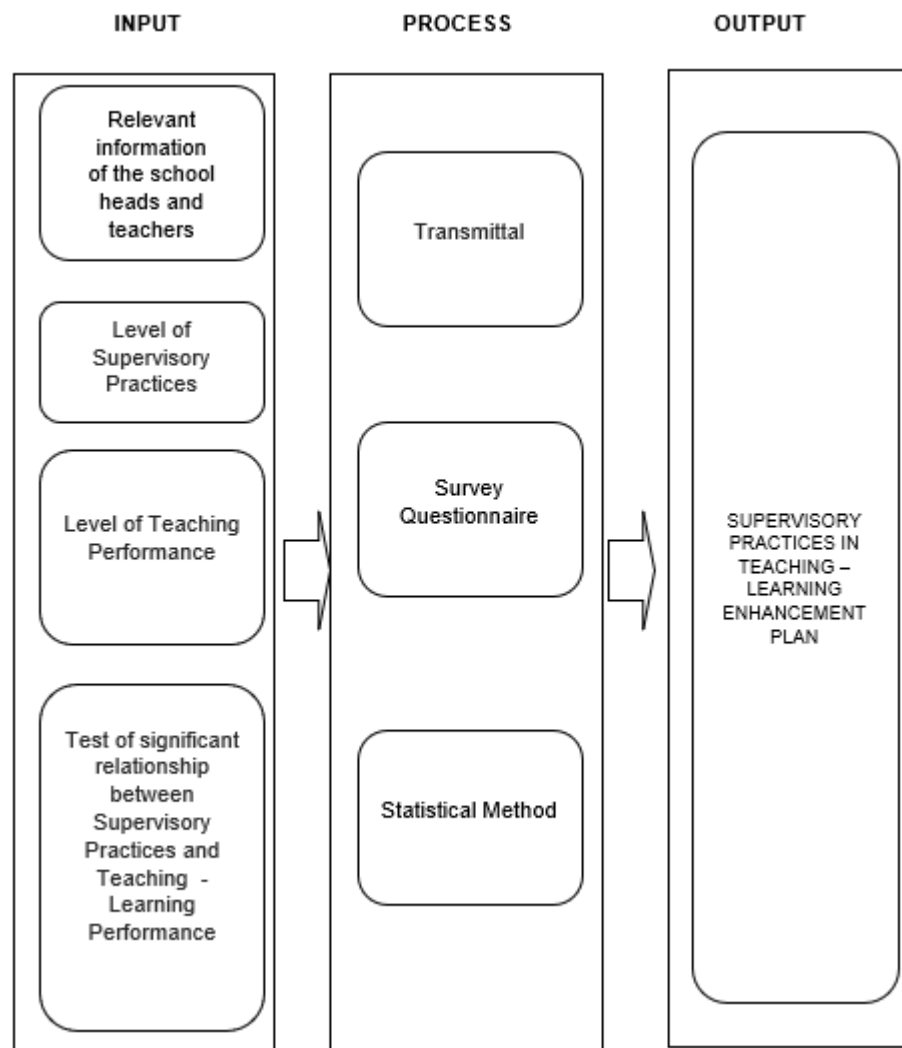 INPUT
PROCESS
OUTPUT
Relevant
information
of the school
heads and
teachers
Level of
Supervisory
Practices
Level of Teaching
Performance
Test of significant
relationship
between
Supervisory
Practices and
Teaching -
Learning
Performance
Transmittal
Survey
Questionnaire
Statistical Method
SUPERVISORY
PRACTICES IN
TEACHING –
LEARNING
ENHANCEMENT
PLAN